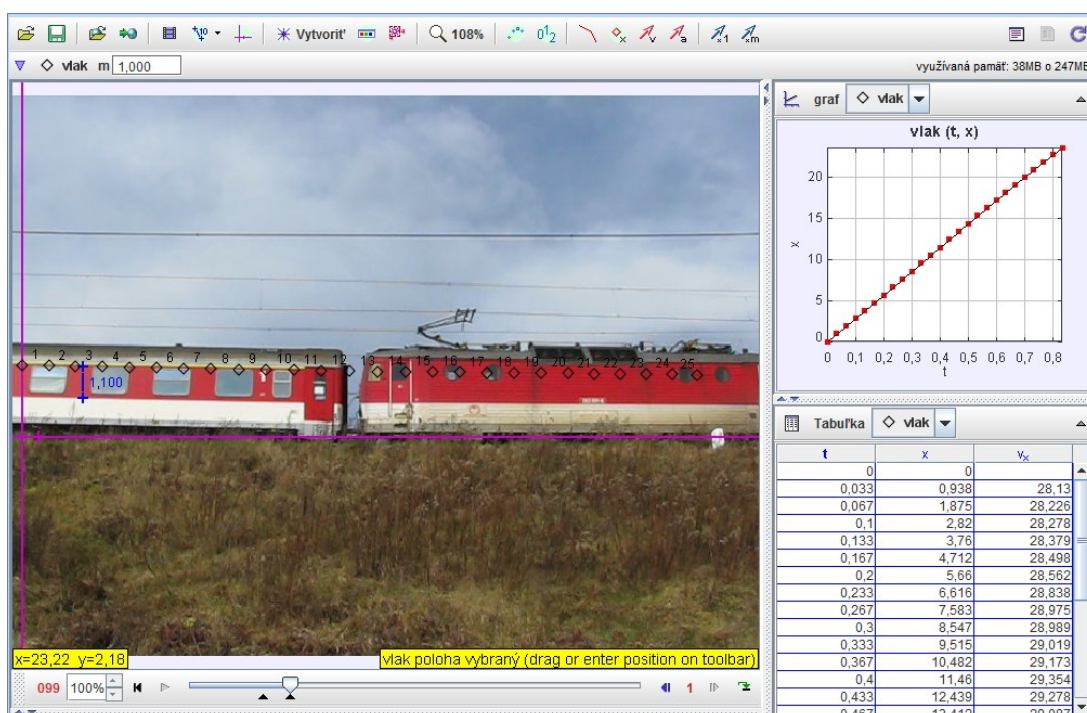 Vytvoriť 108% 0¹2 v a x1 xm
vlak m 1,000
využívaná pamäť: 38MB o 247MB
1 2 3 4 5 6 7 8 9 10 11 12 13 14 15 16 17 18 19 20 21 22 23 24 25
1,100
x=23,22 y=2,18
vlak poloha vybraný (drag or enter position on toolbar)
099 100% 1
graf vlak
vlak (t, x)
x
20
15
10
5
0
0 0,1 0,2 0,3 0,4 0,5 0,6 0,7 0,8
t
Tabuľka vlak
t x vx
0 0
0,033 0,938 28,13
0,067 1,875 28,226
0,1 2,82 28,278
0,133 3,76 28,379
0,167 4,712 28,498
0,2 5,66 28,562
0,233 6,616 28,838
0,267 7,583 28,975
0,3 8,547 28,989
0,333 9,515 29,019
0,367 10,482 29,173
0,4 11,46 29,354
0,433 12,439 29,278